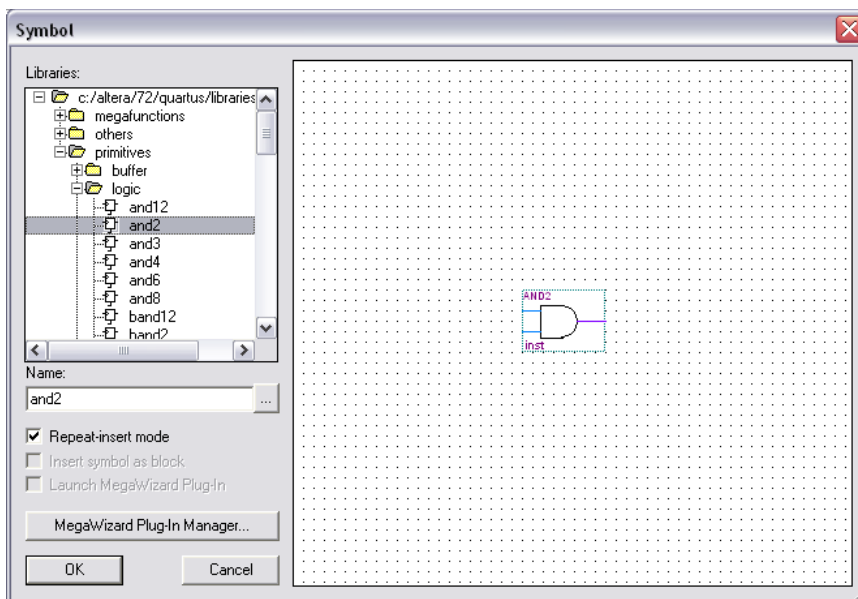 Symbol
Libraries:
c:/altera/72/quartus/libraries
megafunctions
others
primitives
buffer
logic
and12
and2
and3
and4
and6
and8
band12
band2
Name:
and2
...
Repeat-insert mode
Insert symbol as block
Launch MegaWizard Plug-In
MegaWizard Plug-In Manager...
OK
Cancel
AND2
inst